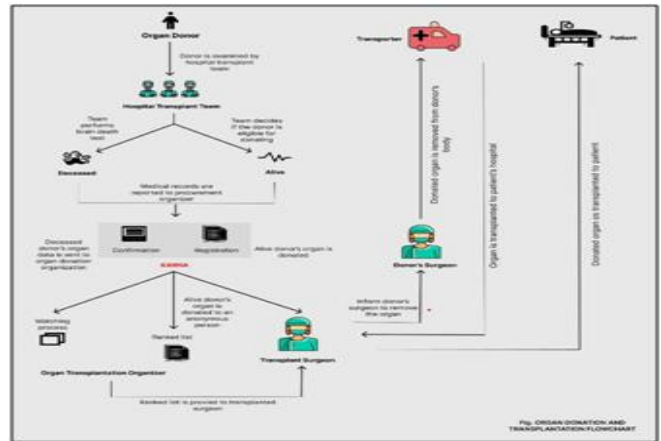 Organ Donor
Donor is examined by
hospital transplant
team
Hospital Transplant Team
Team
performs
brain death
test
Team decides
if the donor is
eligible for
donating
Deceased
Alive
Medical records are
reported to procurement
organizer
Deceased
donor's organ
data is sent to
organ donation
organization
Confirmation
Registration
Alive donor's organ is
donated
Matching
process
Alive donor's
organ is
donated to an
anonymous
person
Ranked list
Organ Transplantation Organizer
Transplant Surgeon
Ranked list is provied to transplanted
surgeon
Transporter
Donated organ is removed from donor's
body
Donor's Surgeon
Inform donor's
surgeon to remove
the organ
Organ is transplanted to patient's hospital
Patient
Donated organ os transplanted to patient
Fig. ORGAN DONATION AND
TRANSPLANTATION FLOWCHART